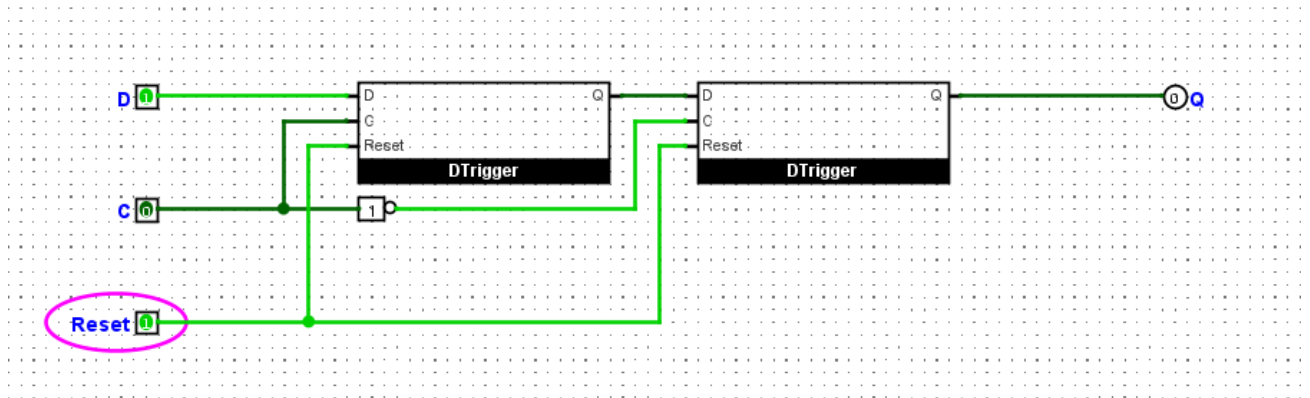 D 1 D Q D Q 0 Q
C C
Reset Reset
DTrigger DTrigger
C 0 1
Reset 1